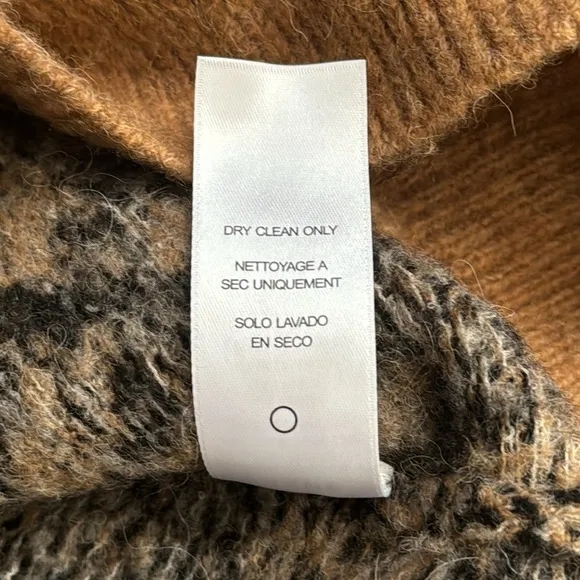 DRY CLEAN ONLY
NETTOYAGE A
SEC UNIQUEMENT
SOLO LAVADO
EN SECO